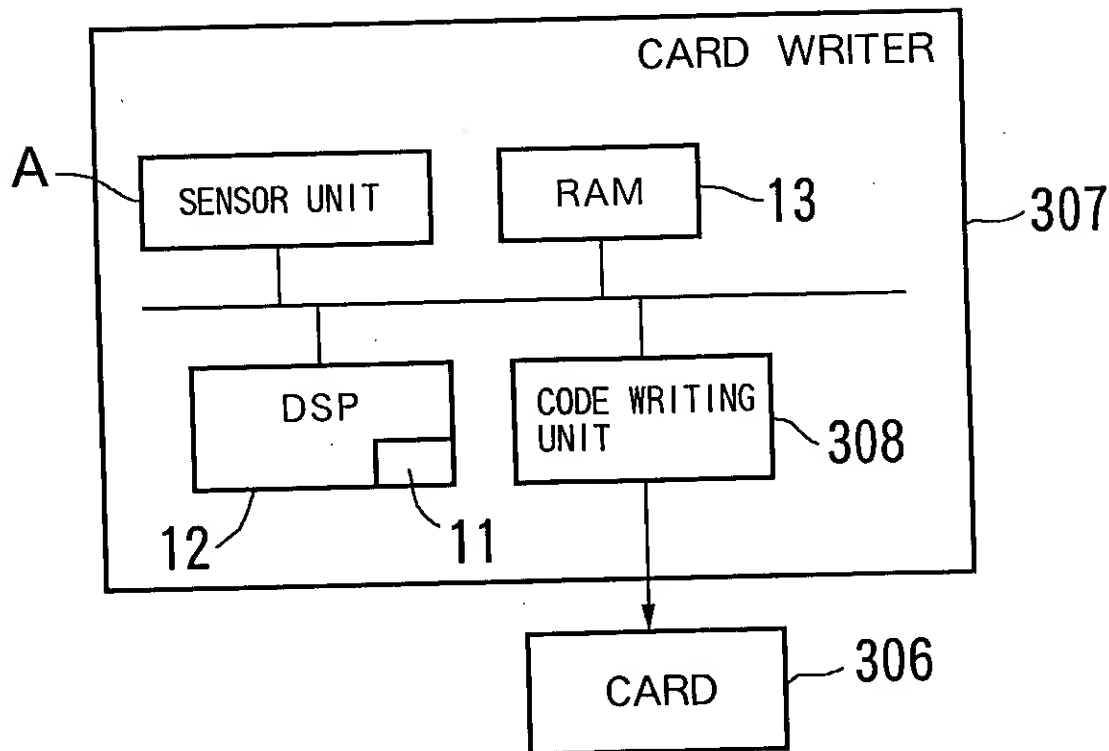 CARD WRITER
A
SENSOR UNIT
RAM
13
307
DSP
CODE WRITING
UNIT
308
12
11
CARD
306